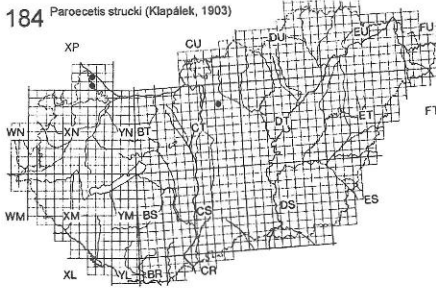 184 Paroecetis strucki (Klapálek, 1903)
XP CU DU EU FU
WN XN YN BT CT DT ET FT
WM XM YM BS CS DS ES
XL YL BR CR